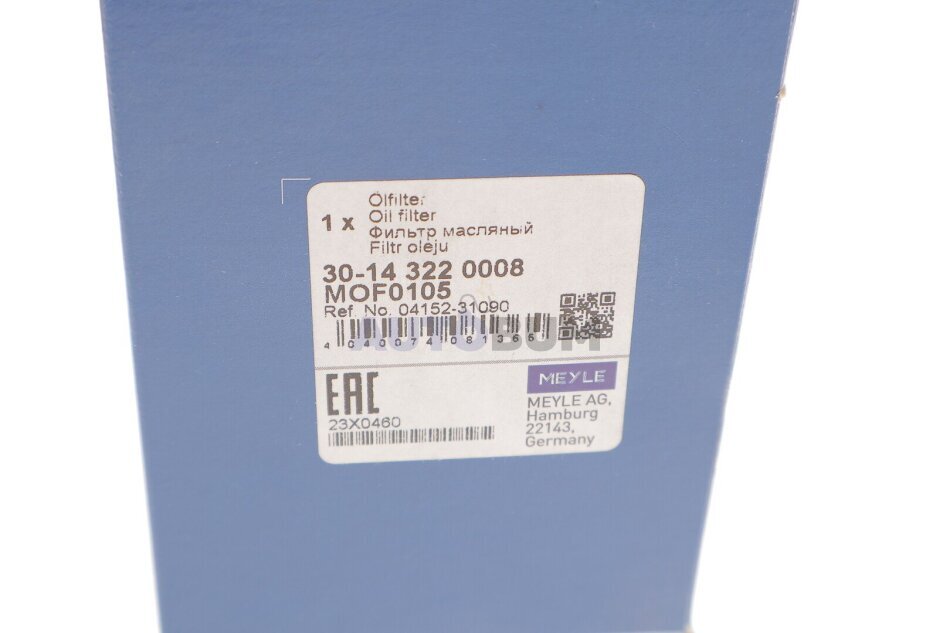 1 x
Ölfilter
Oil filter
Фильтр масляный
Filtr oleju
30-14 322 0008
MOF0105
Ref. No. 04152-31090
AUTOBUM
4 040074 081365
EAC
23X0460
MEYLE
MEYLE AG,
Hamburg
22143,
Germany